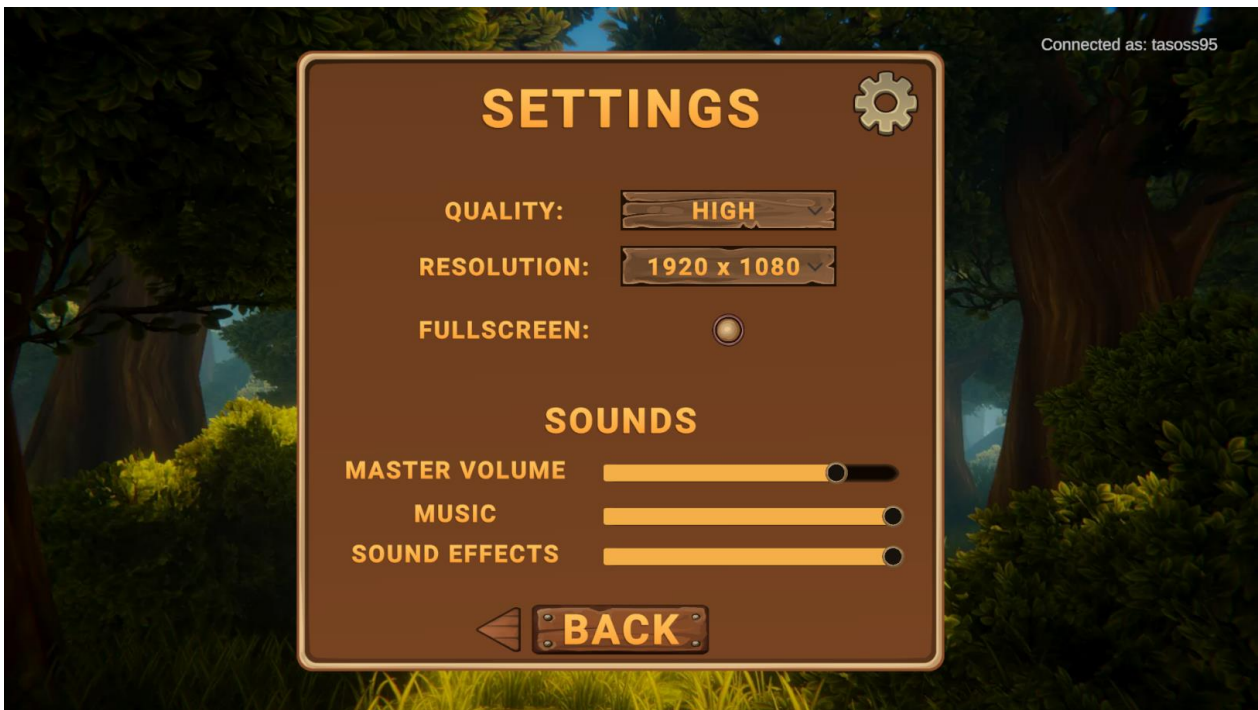 Connected as: tasoss95
SETTINGS
QUALITY: HIGH
RESOLUTION: 1920 x 1080
FULLSCREEN:
SOUNDS
MASTER VOLUME
MUSIC
SOUND EFFECTS
BACK